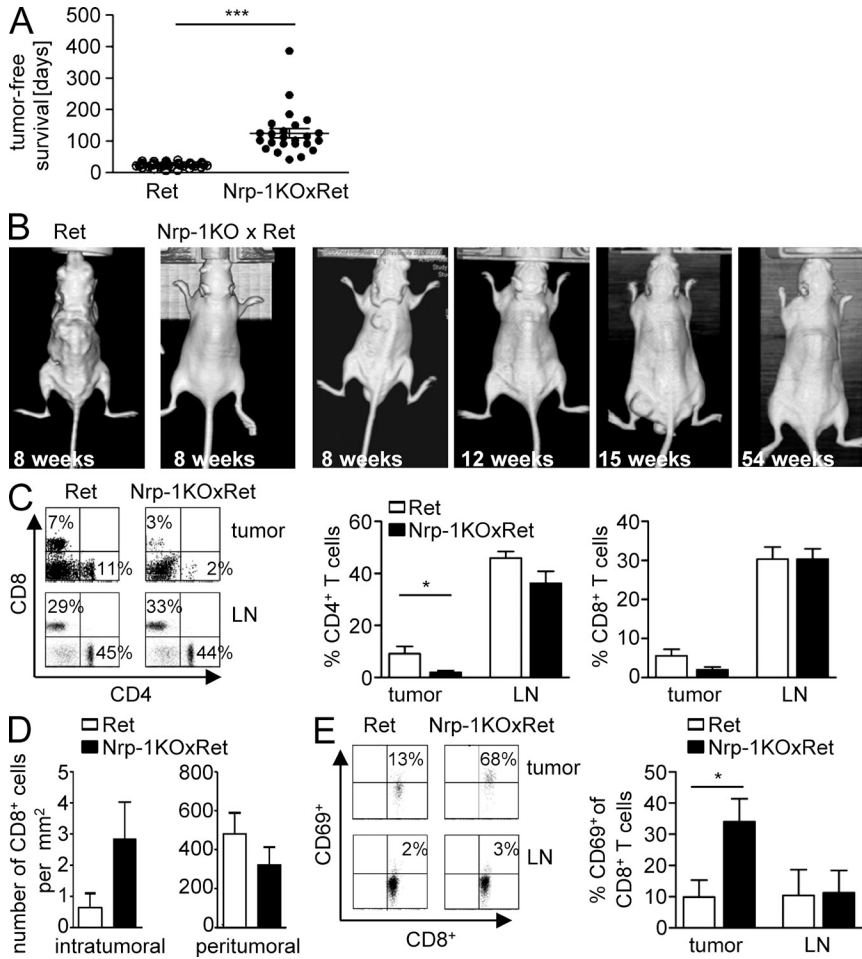 A
***
tumor-free
survival [days]
500
400
300
200
100
0
Ret
Nrp-1KOxRet
B
Ret
Nrp-1KO x Ret
8 weeks
8 weeks
8 weeks
12 weeks
15 weeks
54 weeks
C
Ret
Nrp-1KOxRet
7%
11%
3%
2%
tumor
29%
45%
33%
44%
LN
CD8
CD4
Ret
Nrp-1KOxRet
% CD4+ T cells
60
40
20
0
*
tumor
LN
Ret
Nrp-1KOxRet
% CD8+ T cells
40
30
20
10
0
tumor
LN
D
Ret
Nrp-1KOxRet
number of CD8+ cells
per mm2
5
4
3
2
1
0
intratumoral
800
600
400
200
0
peritumoral
E
Ret
Nrp-1KOxRet
13%
68%
tumor
2%
3%
LN
CD69+
CD8+
Ret
Nrp-1KOxRet
% CD69+ of
CD8+ T cells
50
40
30
20
10
0
*
tumor
LN